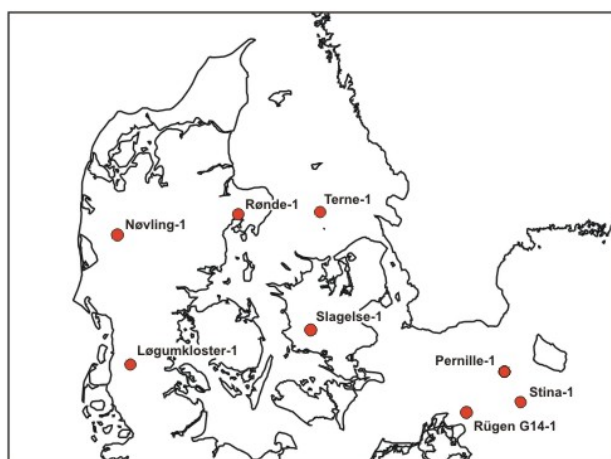 Rønde-1
Terne-1
Nøvling-1
Slagelse-1
Løgumkloster-1
Pernille-1
Stina-1
Rügen G14-1